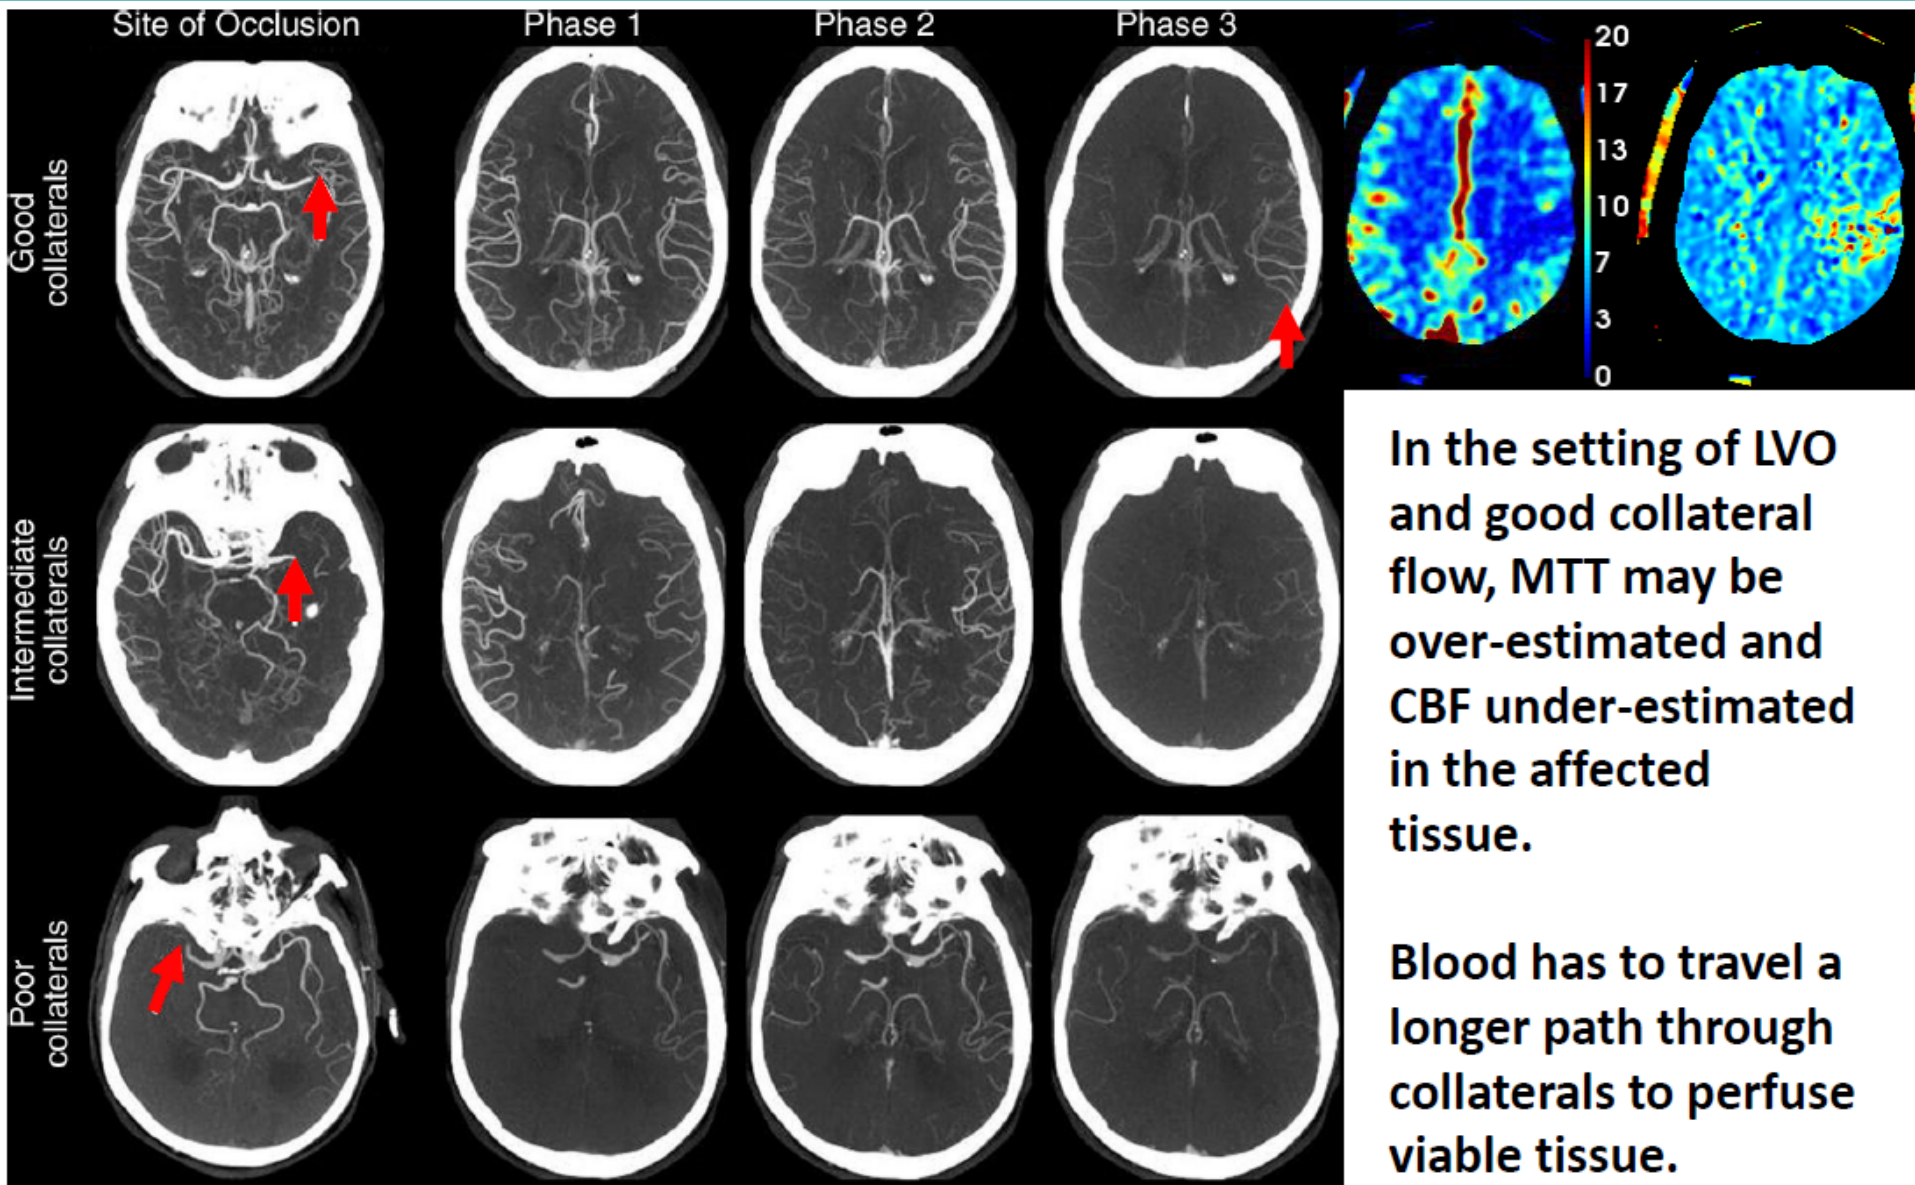 Site of Occlusion
Phase 1
Phase 2
Phase 3
Good
collaterals
Intermediate
collaterals
Poor
collaterals
20
17
13
10
7
3
0
In the setting of LVO
and good collateral
flow, MTT may be
over-estimated and
CBF under-estimated
in the affected
tissue.
Blood has to travel a
longer path through
collaterals to perfuse
viable tissue.